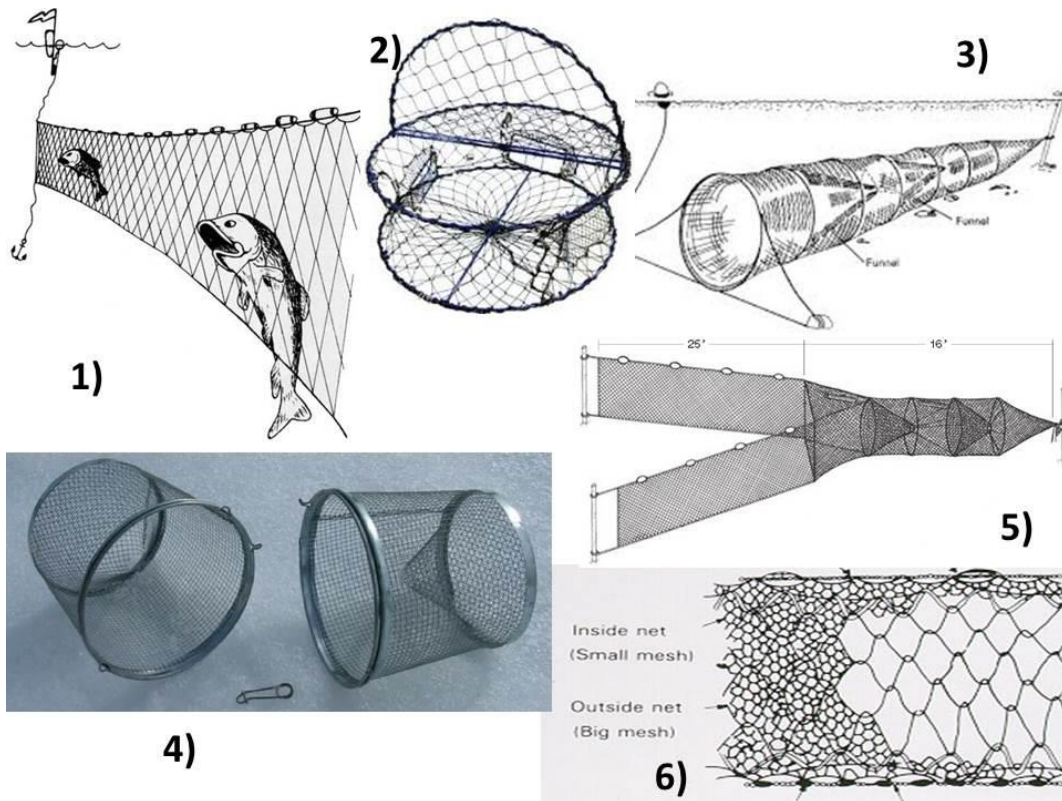 1)
2)
3)
Funnel
Funnel
25'
16'
4)
5)
Inside net
(Small mesh)
Outside net
(Big mesh)
6)